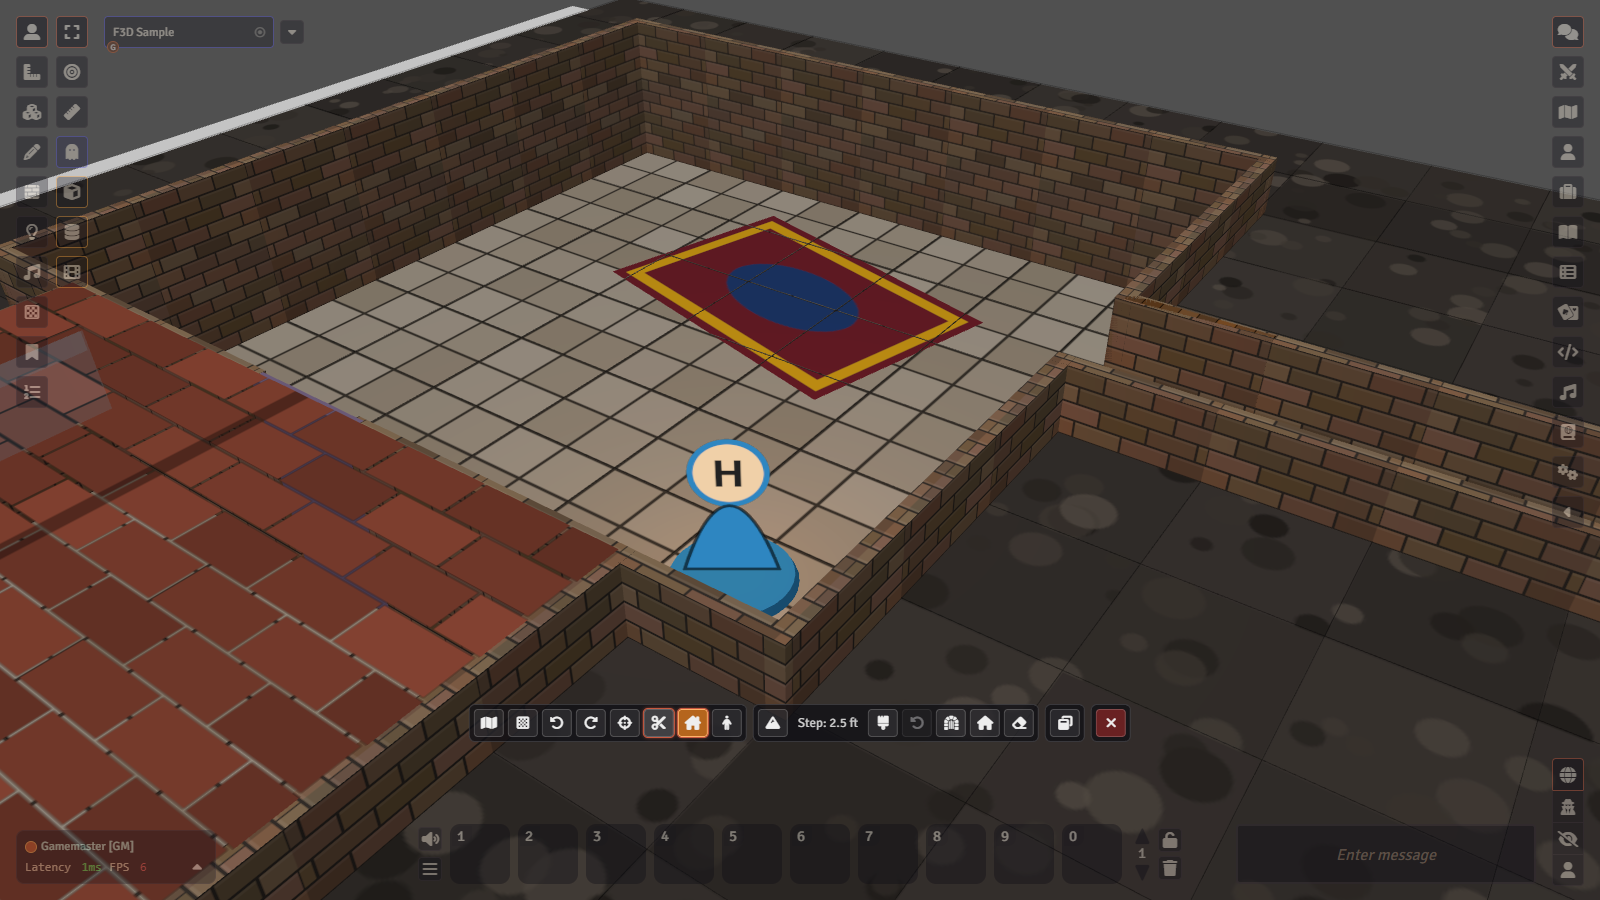 F3D Sample
G
H
Step: 2.5 ft
Gamemaster [GM]
Latency 1ms FPS 6
1 2 3 4 5 6 7 8 9 0
1
Enter message